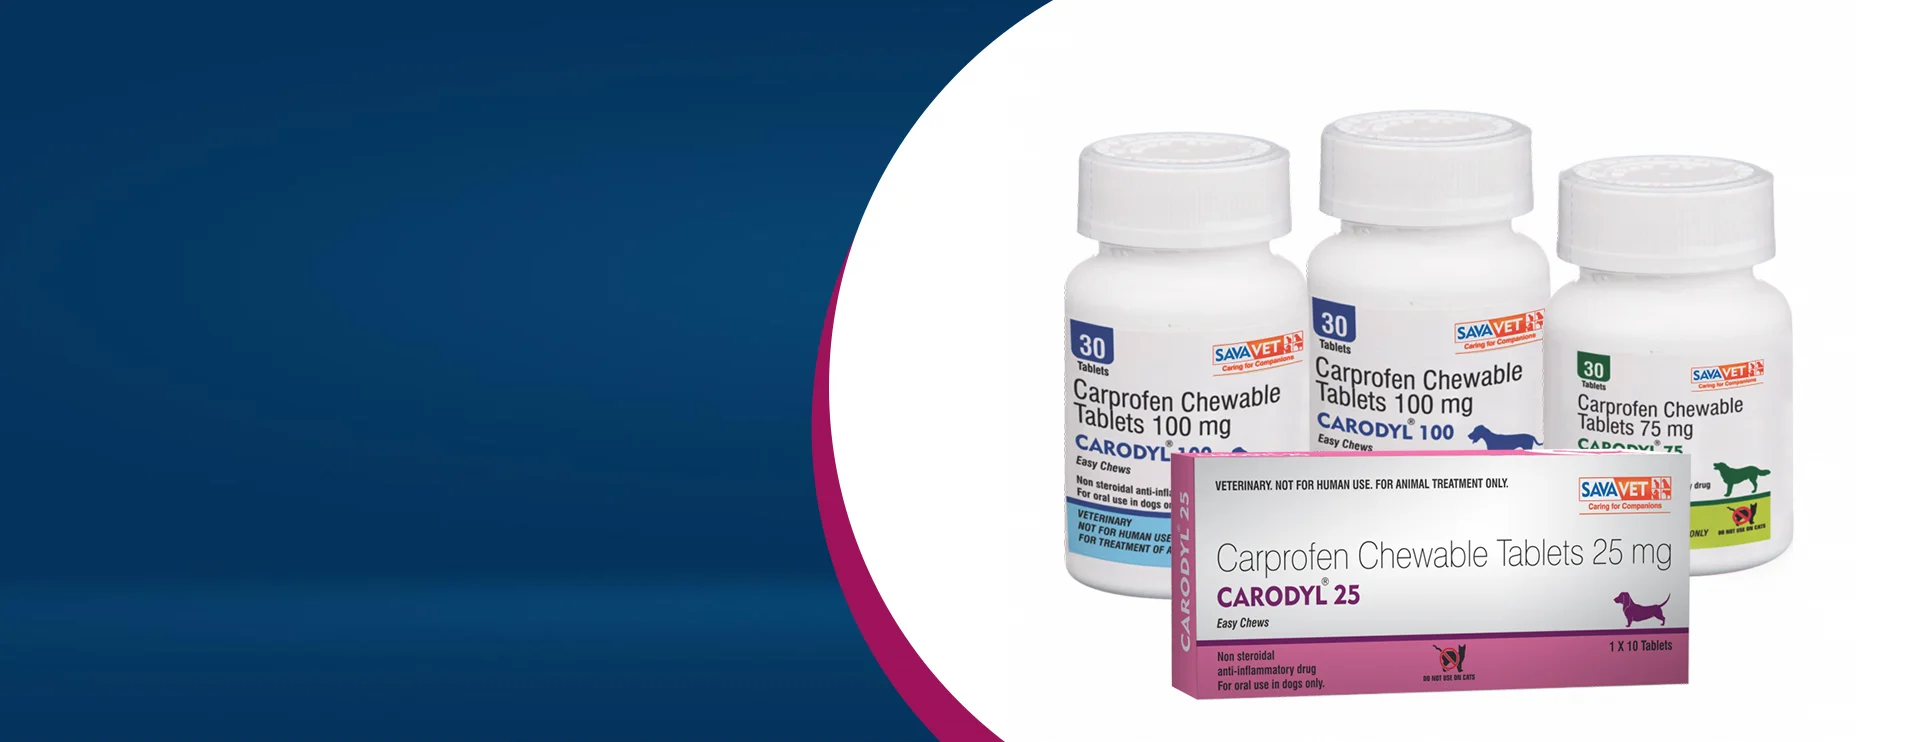 30
Tablets
SAVAVET
Caring for Companions
Carprofen Chewable
Tablets 100 mg
CARODYL® 100
Easy Chews
Non steroidal
For oral use in dogs
VETERINARY
NOT FOR HUMAN USE
FOR TREATMENT OF
30
Tablets
SAVAVET
Caring for Companions
Carprofen Chewable
Tablets 100 mg
CARODYL® 100
Easy Chews
30
Tablets
SAVAVET
Caring for Companions
Carprofen Chewable
Tablets 75 mg
CARODYL® 75
drug
ONLY
DO NOT USE ON CATS
CARODYL® 25
VETERINARY. NOT FOR HUMAN USE. FOR ANIMAL TREATMENT ONLY.
SAVAVET
Caring for Companions
Carprofen Chewable Tablets 25 mg
CARODYL® 25
Easy Chews
1 X 10 Tablets
Non steroidal
anti-inflammatory drug
For oral use in dogs only.
DO NOT USE ON CATS